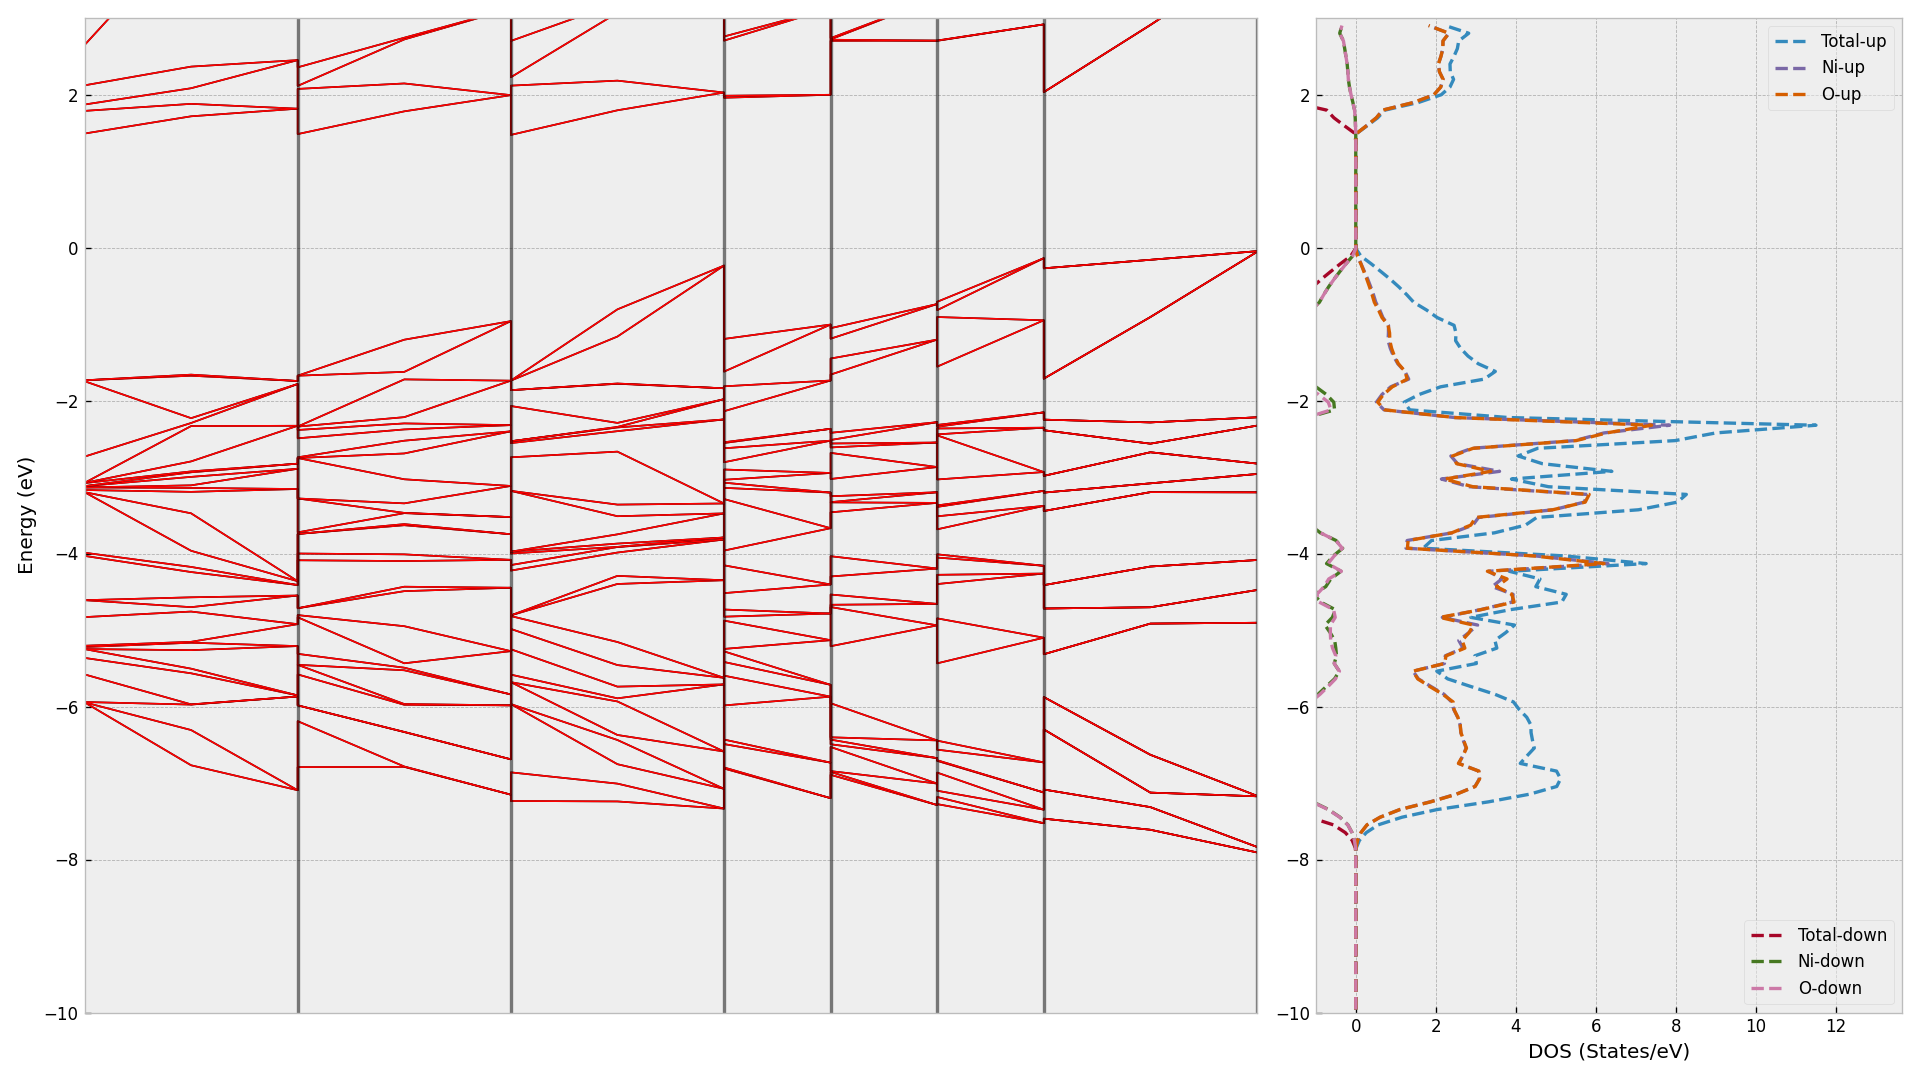 Energy (eV)
2
0
−2
−4
−6
−8
−10
2
0
−2
−4
−6
−8
−10
Total-up
Ni-up
O-up
Total-down
Ni-down
O-down
0 2 4 6 8 10 12
DOS (States/eV)